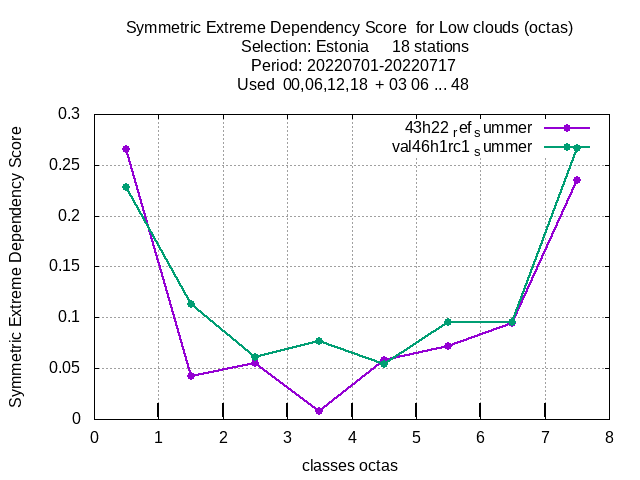 Symmetric Extreme Dependency Score  for Low clouds (octas)
Selection: Estonia     18 stations
Period: 20220701-20220717
Used  00,06,12,18  + 03 06 ... 48
43h22 ref summer
val46h1rc1 summer
Symmetric Extreme Dependency Score
0.3
0.25
0.2
0.15
0.1
0.05
0
0 1 2 3 4 5 6 7 8
classes octas